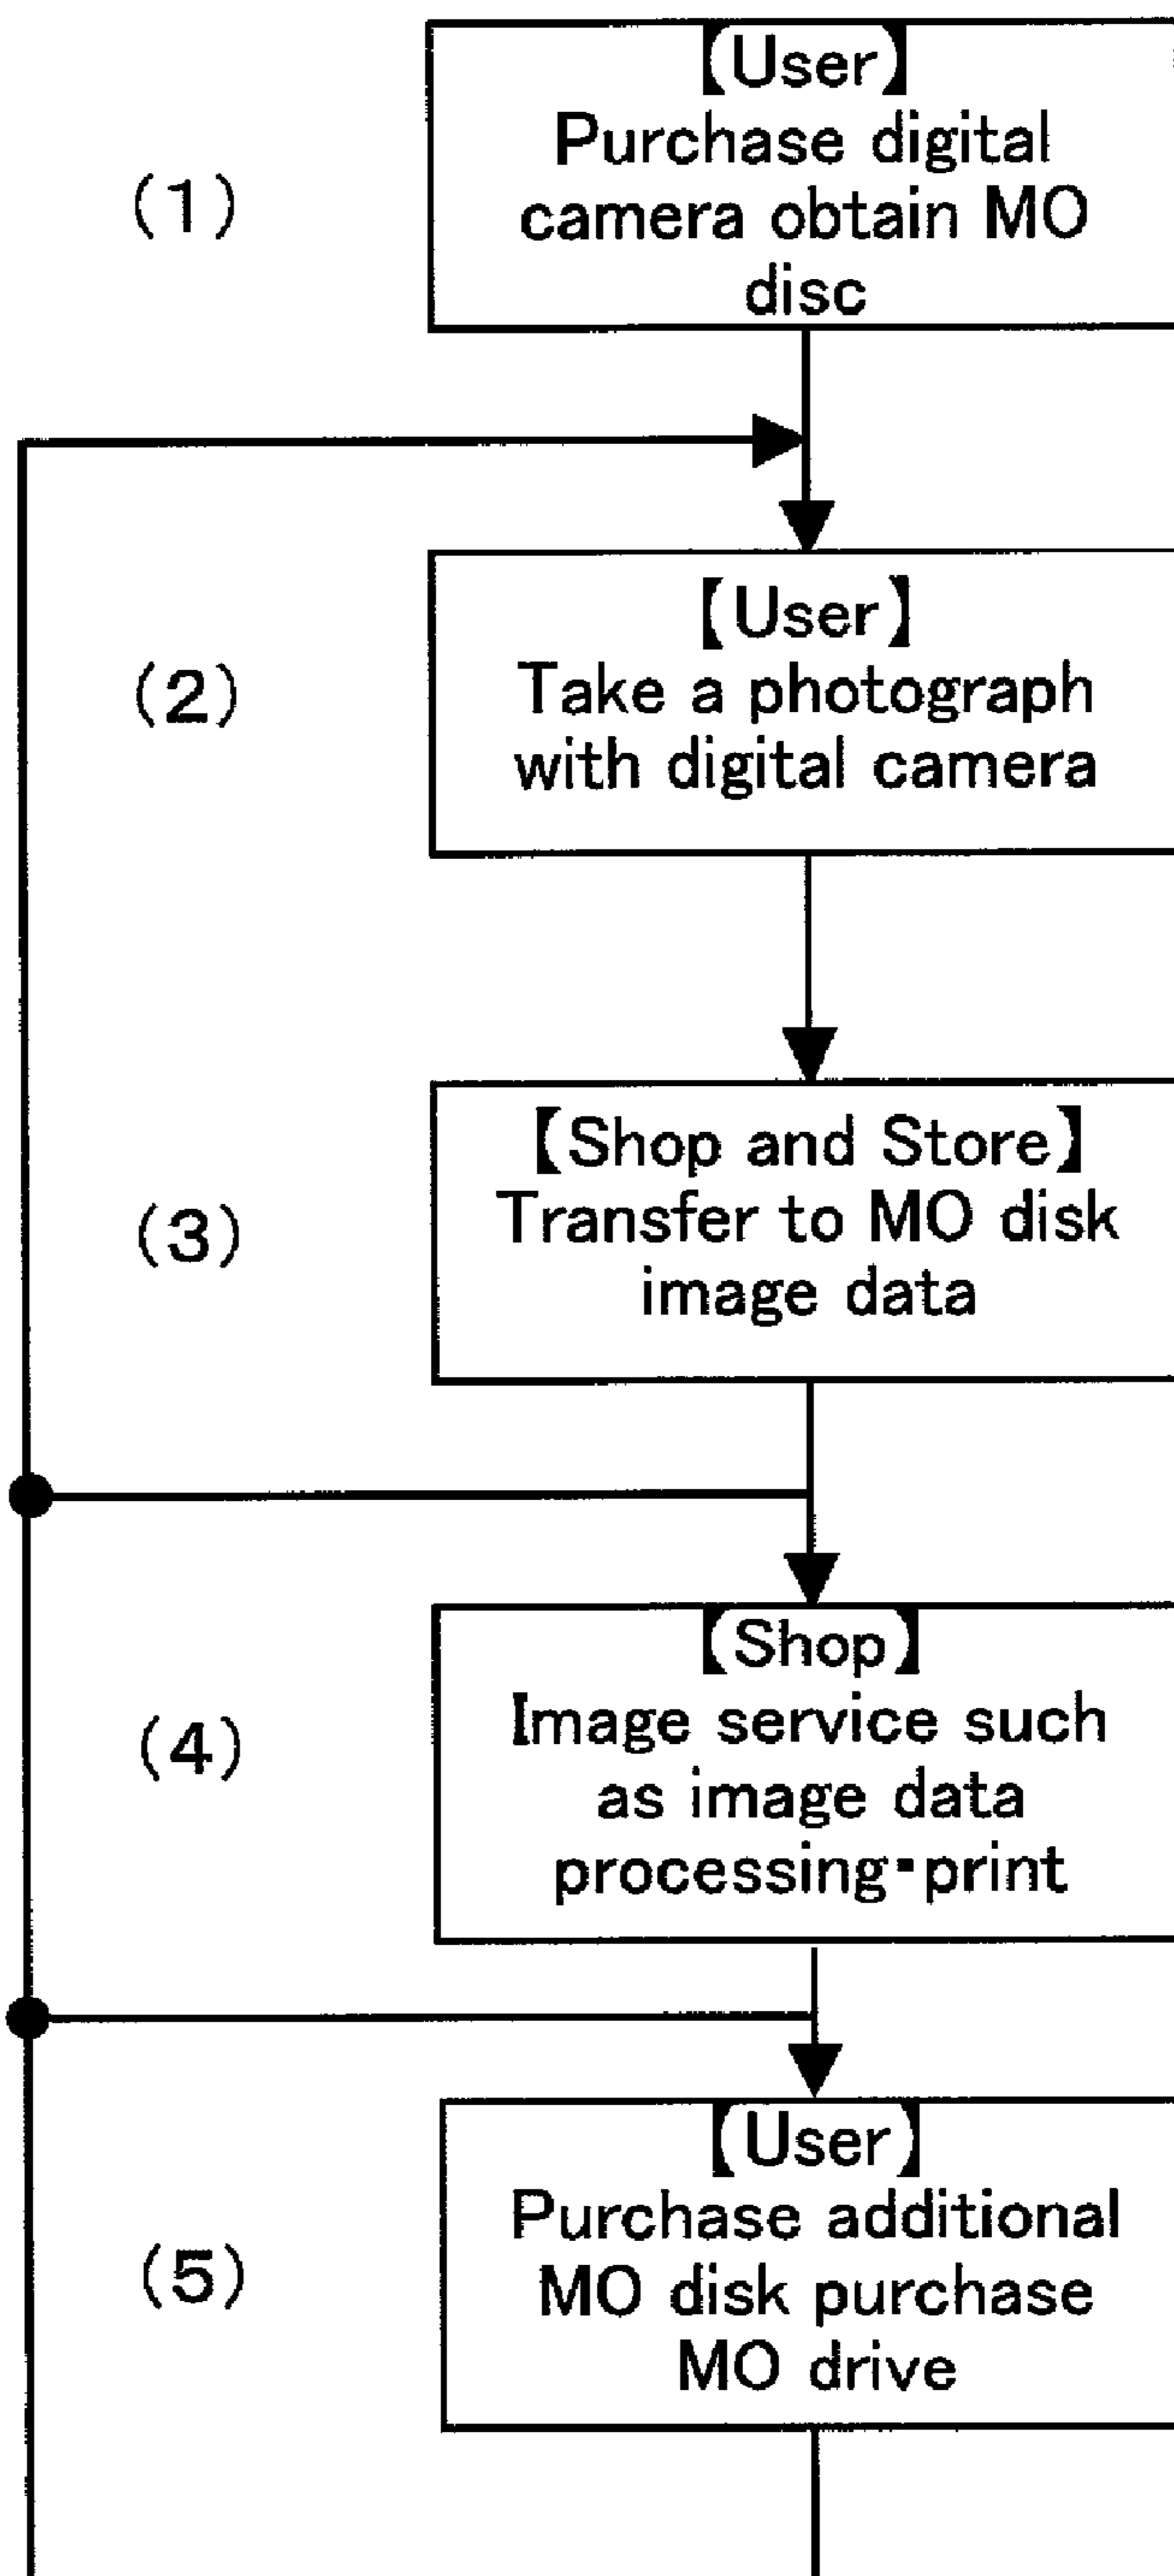 【User】
Purchase digital
camera obtain MO
disc
(1)
【User】
Take a photograph
with digital camera
(2)
【Shop and Store】
Transfer to MO disk
image data
(3)
【Shop】
Image service such
as image data
processing・print
(4)
【User】
Purchase additional
MO disk purchase
MO drive
(5)